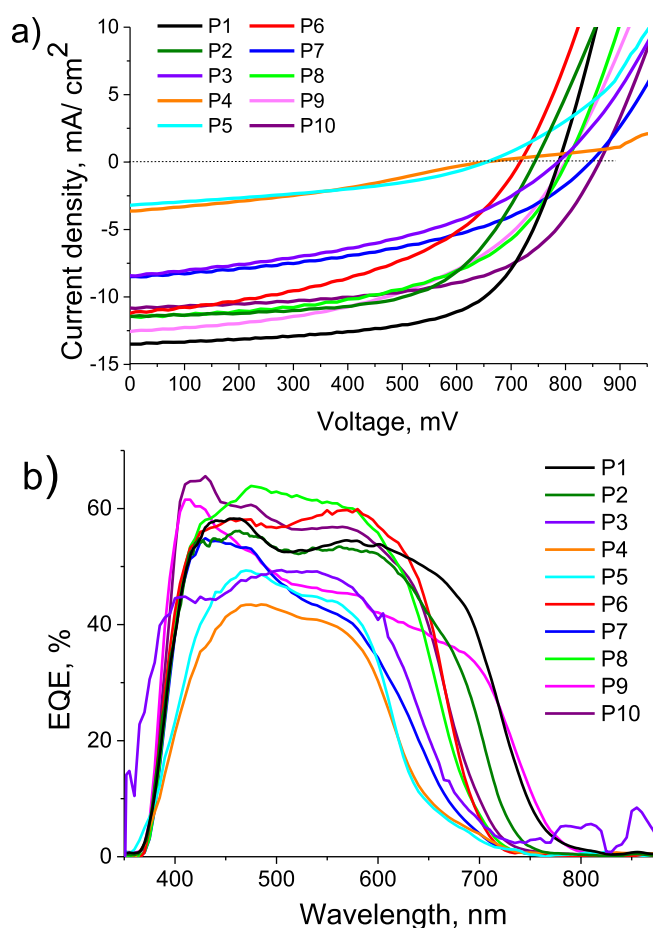 a)
Current density, mA/ cm2
10
5
0
-5
-10
-15
P1 P6
P2 P7
P3 P8
P4 P9
P5 P10
0 100 200 300 400 500 600 700 800 900
Voltage, mV
b)
EQE, %
60
40
20
0
P1
P2
P3
P4
P5
P6
P7
P8
P9
P10
400 500 600 700 800
Wavelength, nm